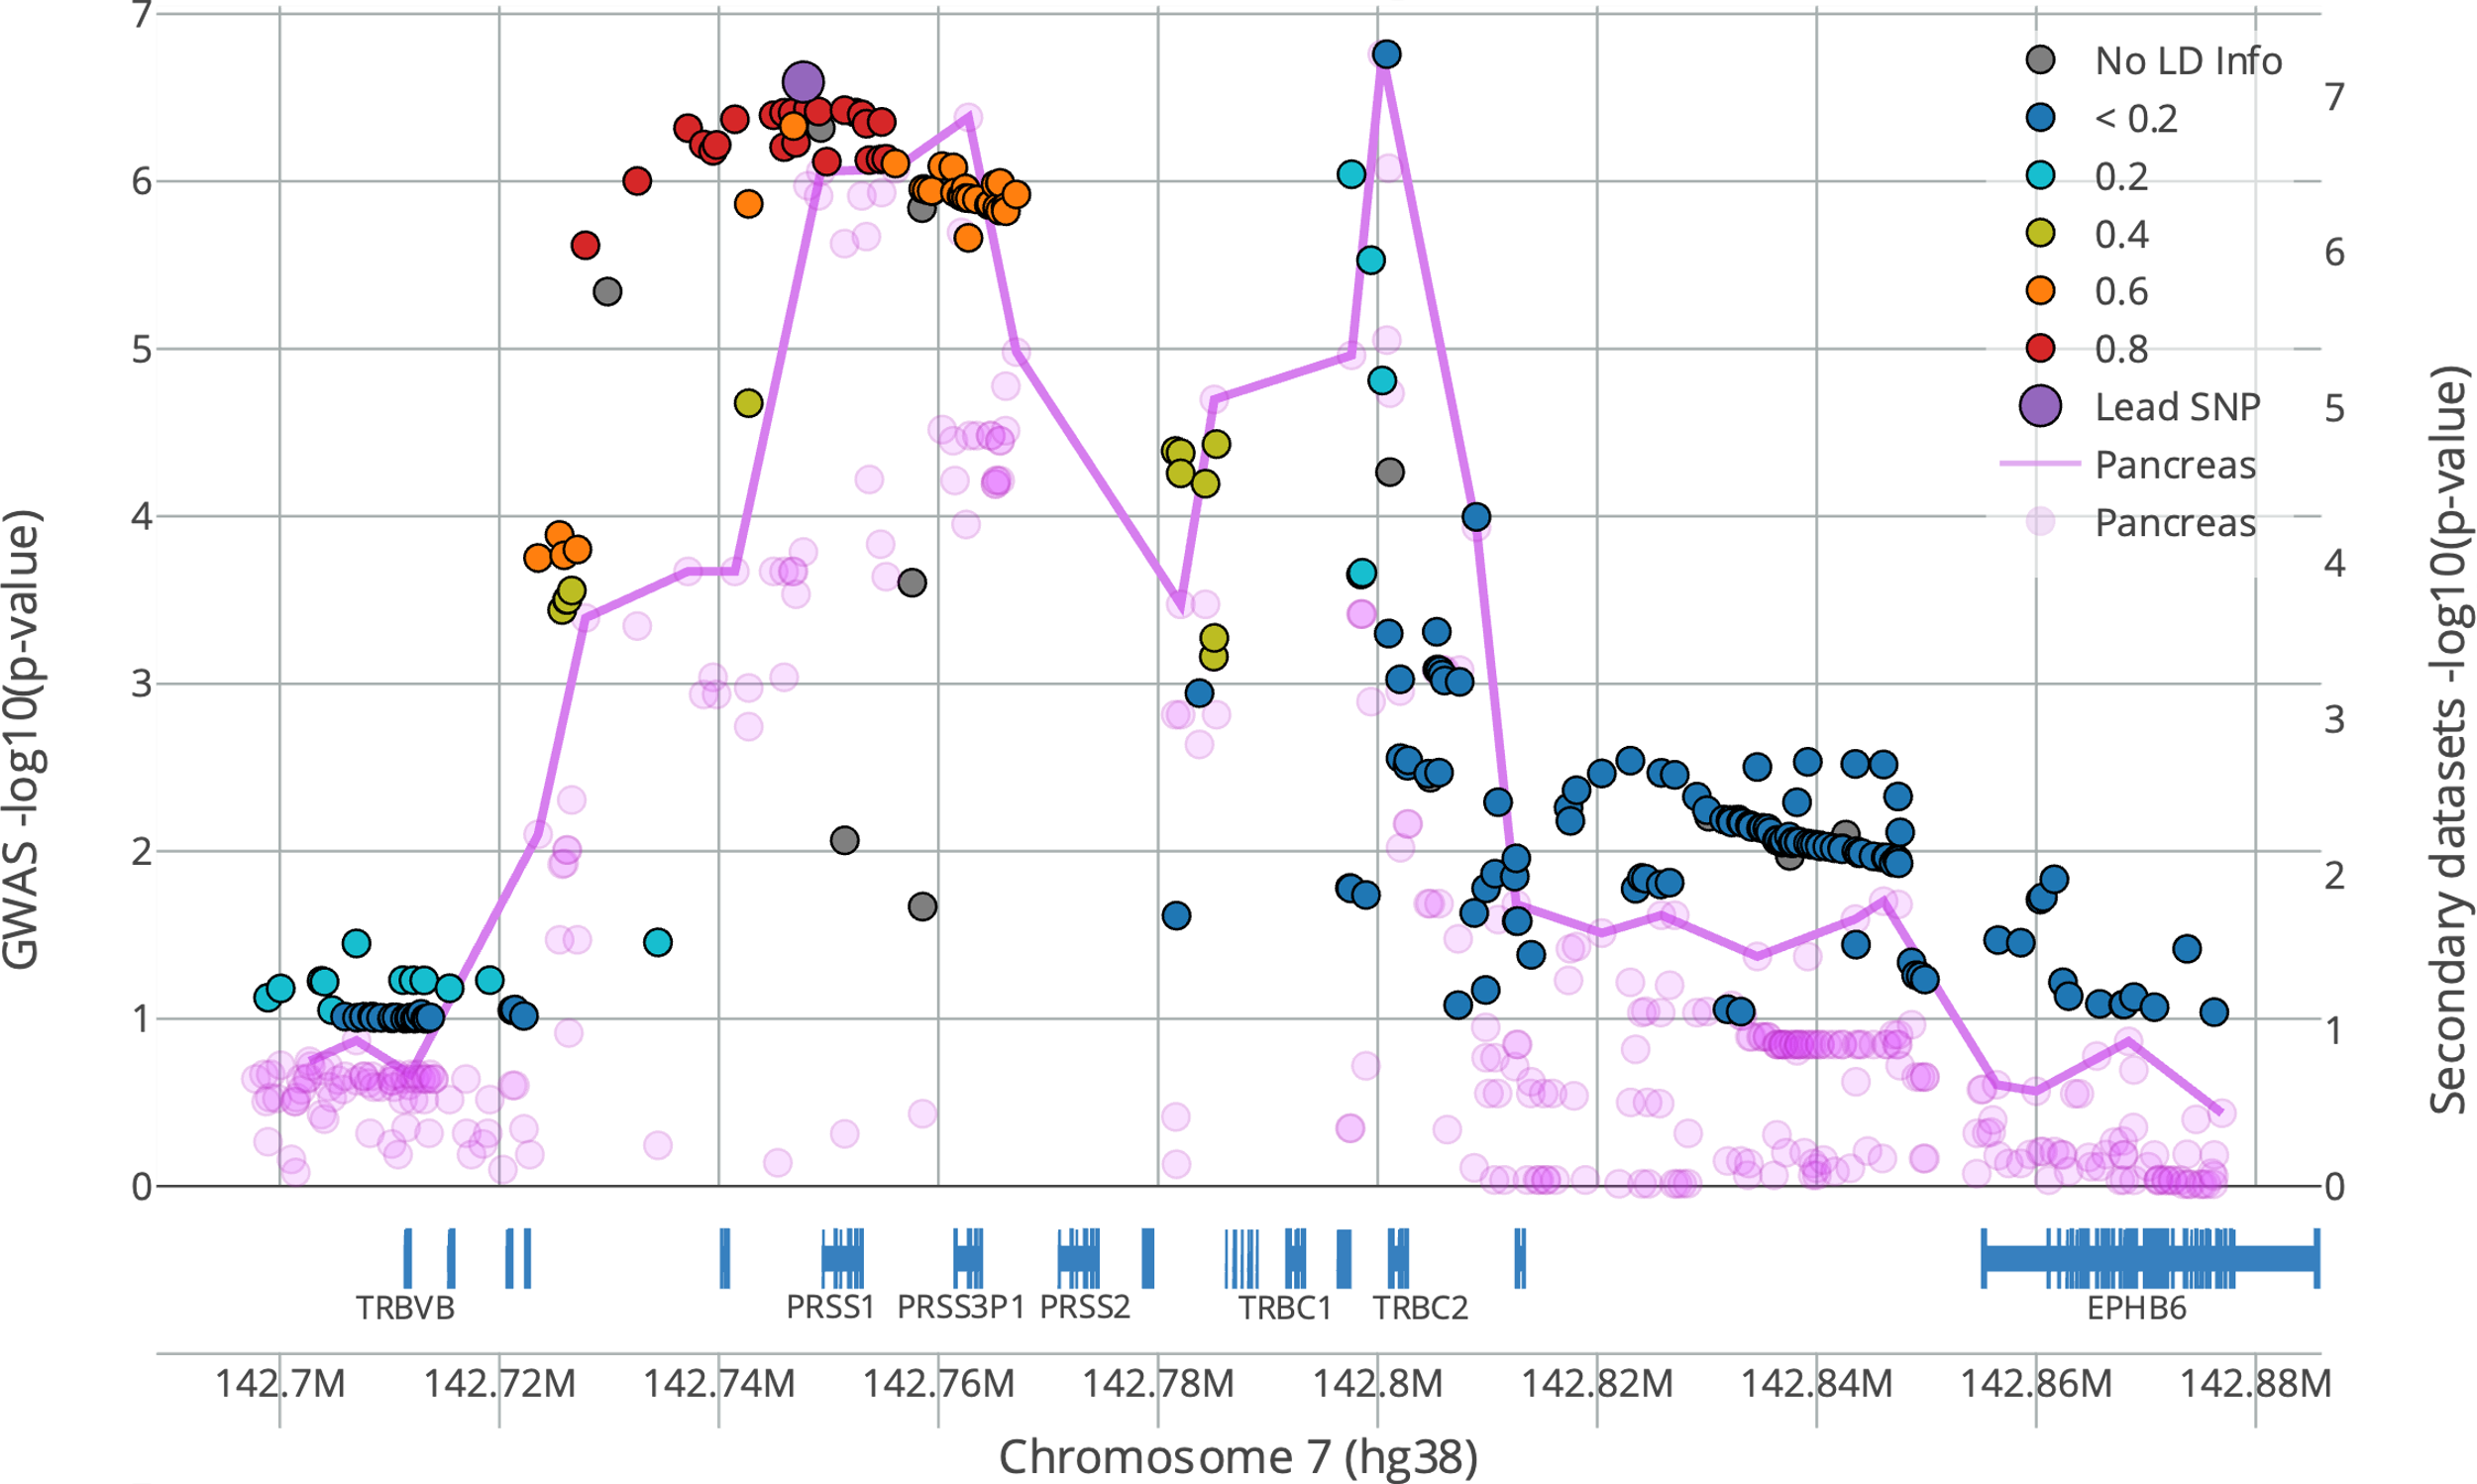 7
6
5
4
3
2
1
0
GWAS -log10(p-value)
No LD Info
< 0.2
0.2
0.4
0.6
0.8
Lead SNP
Pancreas
Pancreas
7
6
5
4
3
2
1
0
Secondary datasets -log10(p-value)
TRBVB PRSS1 PRSS3P1 PRSS2 TRBC1 TRBC2 EPHB6
142.7M 142.72M 142.74M 142.76M 142.78M 142.8M 142.82M 142.84M 142.86M 142.88M
Chromosome 7 (hg38)